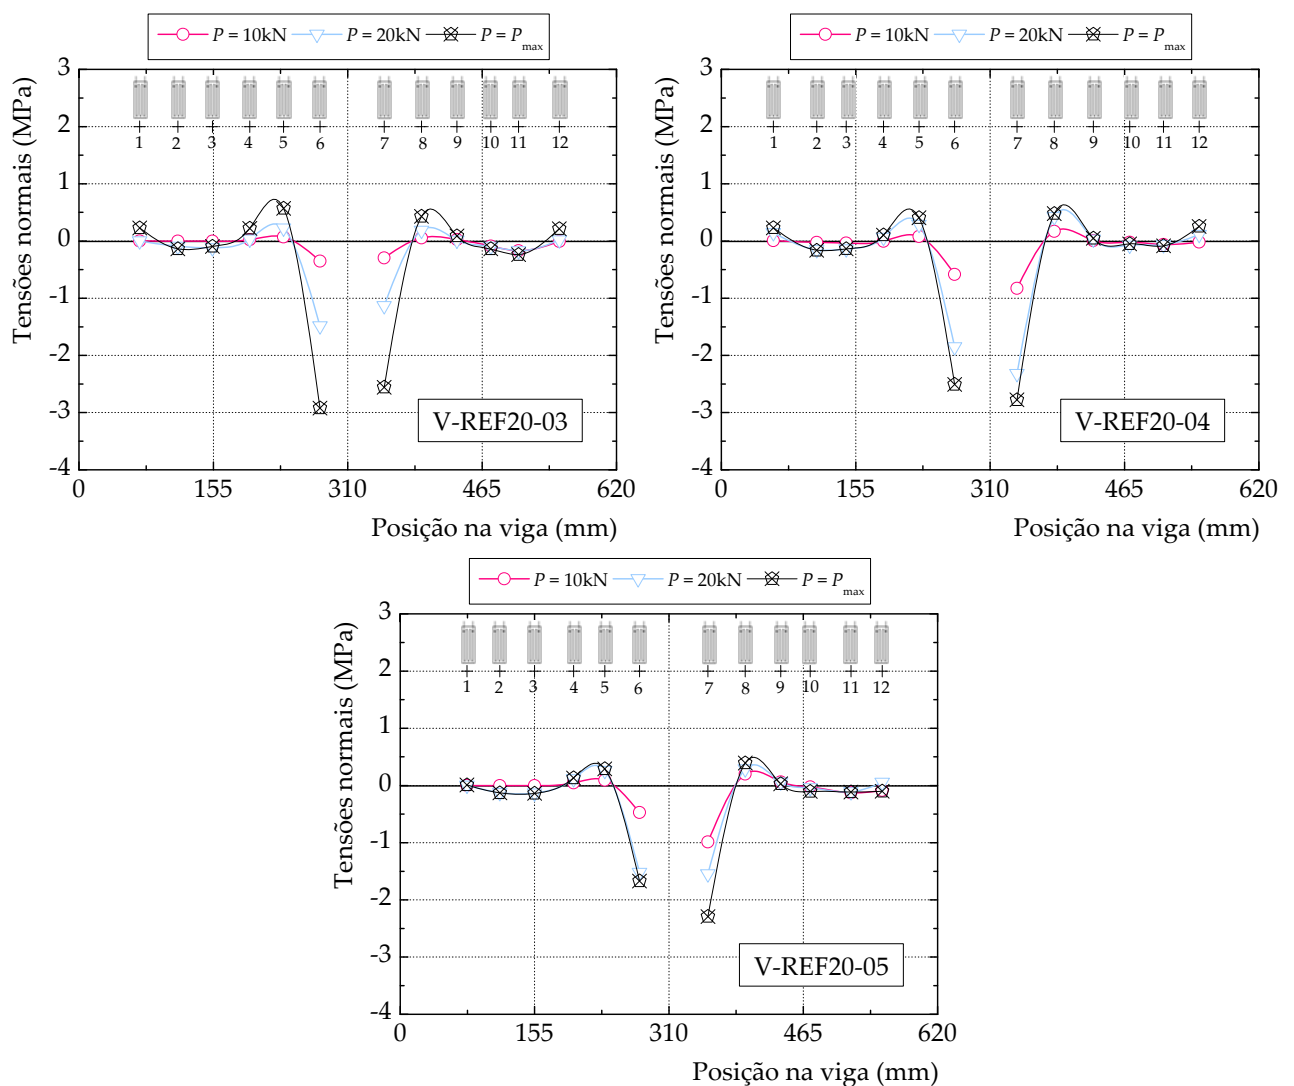 P = 10kN P = 20kN P = Pmax
3
2
1
0
-1
-2
-3
-4
Tensões normais (MPa)
1 2 3 4 5 6 7 8 9 10 11 12
V-REF20-03
0 155 310 465 620
Posição na viga (mm)
P = 10kN P = 20kN P = Pmax
3
2
1
0
-1
-2
-3
-4
Tensões normais (MPa)
1 2 3 4 5 6 7 8 9 10 11 12
V-REF20-04
0 155 310 465 620
Posição na viga (mm)
P = 10kN P = 20kN P = Pmax
3
2
1
0
-1
-2
-3
-4
Tensões normais (MPa)
1 2 3 4 5 6 7 8 9 10 11 12
V-REF20-05
0 155 310 465 620
Posição na viga (mm)